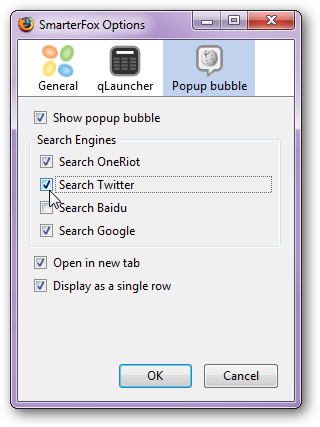 SmarterFox Options
General qLauncher Popup bubble
Show popup bubble
Search Engines
Search OneRiot
Search Twitter
Search Baidu
Search Google
Open in new tab
Display as a single row
OK Cancel